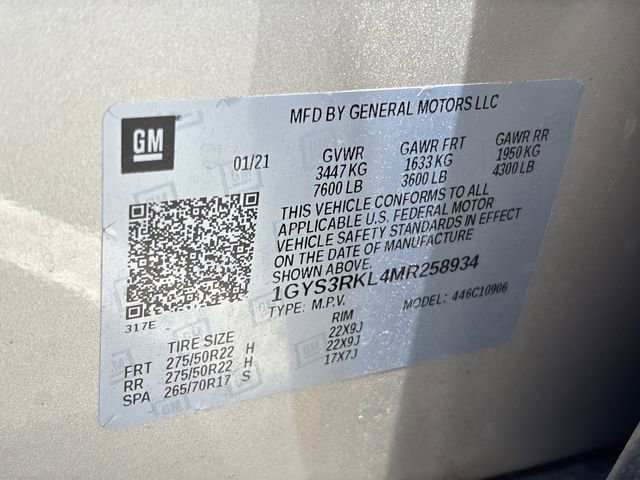 MFD BY GENERAL MOTORS LLC
GM
01/21
GVWR GAWR FRT GAWR RR
3447 KG 1633 KG 1950 KG
7600 LB 3600 LB 4300 LB
THIS VEHICLE CONFORMS TO ALL
APPLICABLE U.S. FEDERAL MOTOR
VEHICLE SAFETY STANDARDS IN EFFECT
ON THE DATE OF MANUFACTURE
SHOWN ABOVE.
1GYS3RKL4MR258934
TYPE: M.P.V. MODEL: 446C10906
317E
TIRE SIZE RIM
FRT 275/50R22 H 22X9J
RR 275/50R22 H 22X9J
SPA 265/70R17 S 17X7J